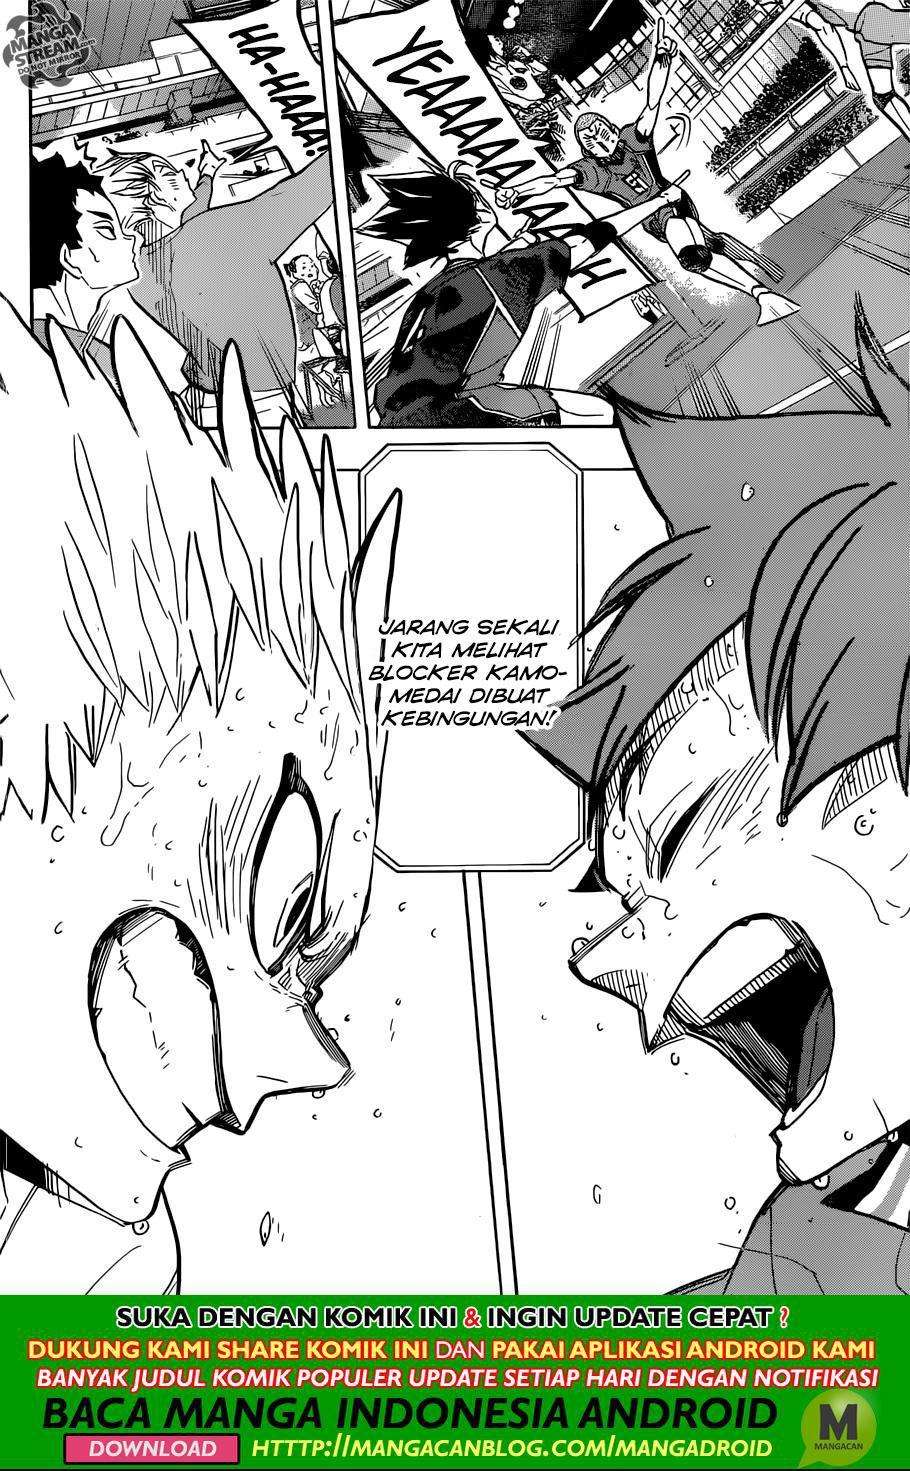 MANGA
STREAM
DO NOT MIRROR
HA-HAAA!
YEAAAAAAAAAH
JARANG SEKALI
KITA MELIHAT
BLOCKER KAMO-
MEDAI DIBUAT
KEBINGUNGAN!
SUKA DENGAN KOMIK INI & INGIN UPDATE CEPAT ?
DUKUNG KAMI SHARE KOMIK INI DAN PAKAI APLIKASI ANDROID KAMI
BANYAK JUDUL KOMIK POPULER UPDATE SETIAP HARI DENGAN NOTIFIKASI
BACA MANGA INDONESIA ANDROID
DOWNLOAD HTTTP://MANGACANBLOG.COM/MANGADROID
M
MANGACAN